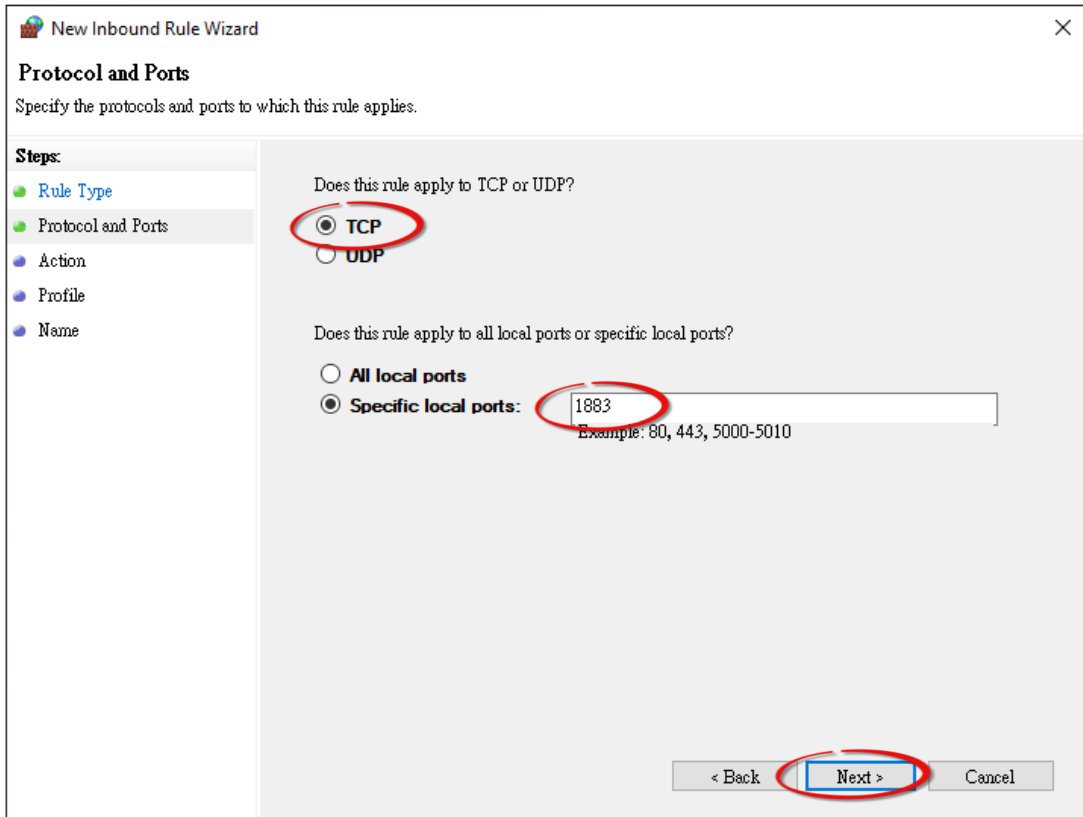 New Inbound Rule Wizard
Protocol and Ports
Specify the protocols and ports to which this rule applies.
Steps:
Rule Type
Protocol and Ports
Action
Profile
Name
Does this rule apply to TCP or UDP?
TCP
UDP
Does this rule apply to all local ports or specific local ports?
All local ports
Specific local ports: 1883
Example: 80, 443, 5000-5010
< Back Next > Cancel